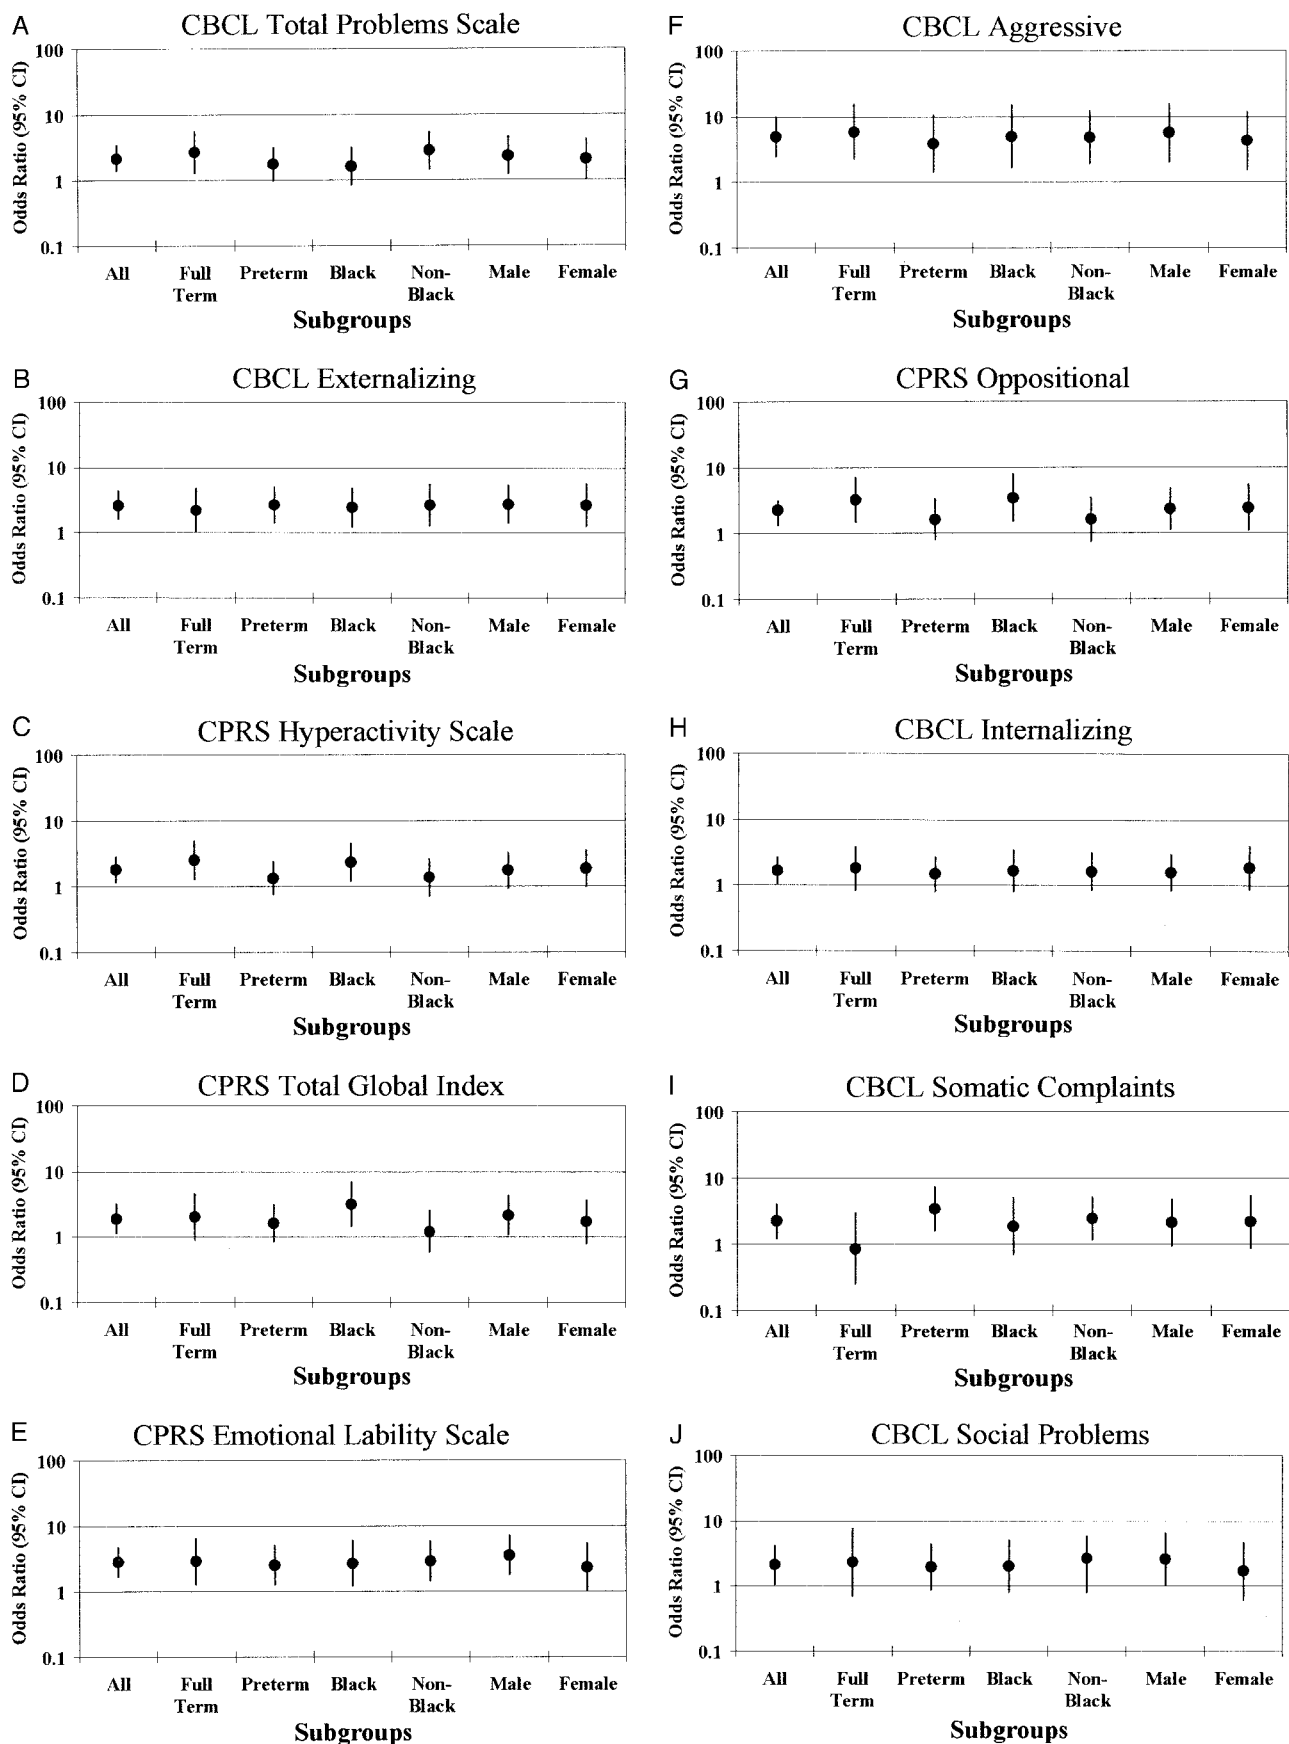 A
CBCL Total Problems Scale
Odds Ratio (95% CI)
100
10
1
0.1
All
Full
Term
Preterm
Black
Non-
Black
Male
Female
Subgroups
B
CBCL Externalizing
Odds Ratio (95% CI)
100
10
1
0.1
All
Full
Term
Preterm
Black
Non-
Black
Male
Female
Subgroups
C
CPRS Hyperactivity Scale
Odds Ratio (95% CI)
100
10
1
0.1
All
Full
Term
Preterm
Black
Non-
Black
Male
Female
Subgroups
D
CPRS Total Global Index
Odds Ratio (95% CI)
100
10
1
0.1
All
Full
Term
Preterm
Black
Non-
Black
Male
Female
Subgroups
E
CPRS Emotional Lability Scale
Odds Ratio (95% CI)
100
10
1
0.1
All
Full
Term
Preterm
Black
Non-
Black
Male
Female
Subgroups
F
CBCL Aggressive
Odds Ratio (95% CI)
100
10
1
0.1
All
Full
Term
Preterm
Black
Non-
Black
Male
Female
Subgroups
G
CPRS Oppositional
Odds Ratio (95% CI)
100
10
1
0.1
All
Full
Term
Preterm
Black
Non-
Black
Male
Female
Subgroups
H
CBCL Internalizing
Odds Ratio (95% CI)
100
10
1
0.1
All
Full
Term
Preterm
Black
Non-
Black
Male
Female
Subgroups
I
CBCL Somatic Complaints
Odds Ratio (95% CI)
100
10
1
0.1
All
Full
Term
Preterm
Black
Non-
Black
Male
Female
Subgroups
J
CBCL Social Problems
Odds Ratio (95% CI)
100
10
1
0.1
All
Full
Term
Preterm
Black
Non-
Black
Male
Female
Subgroups